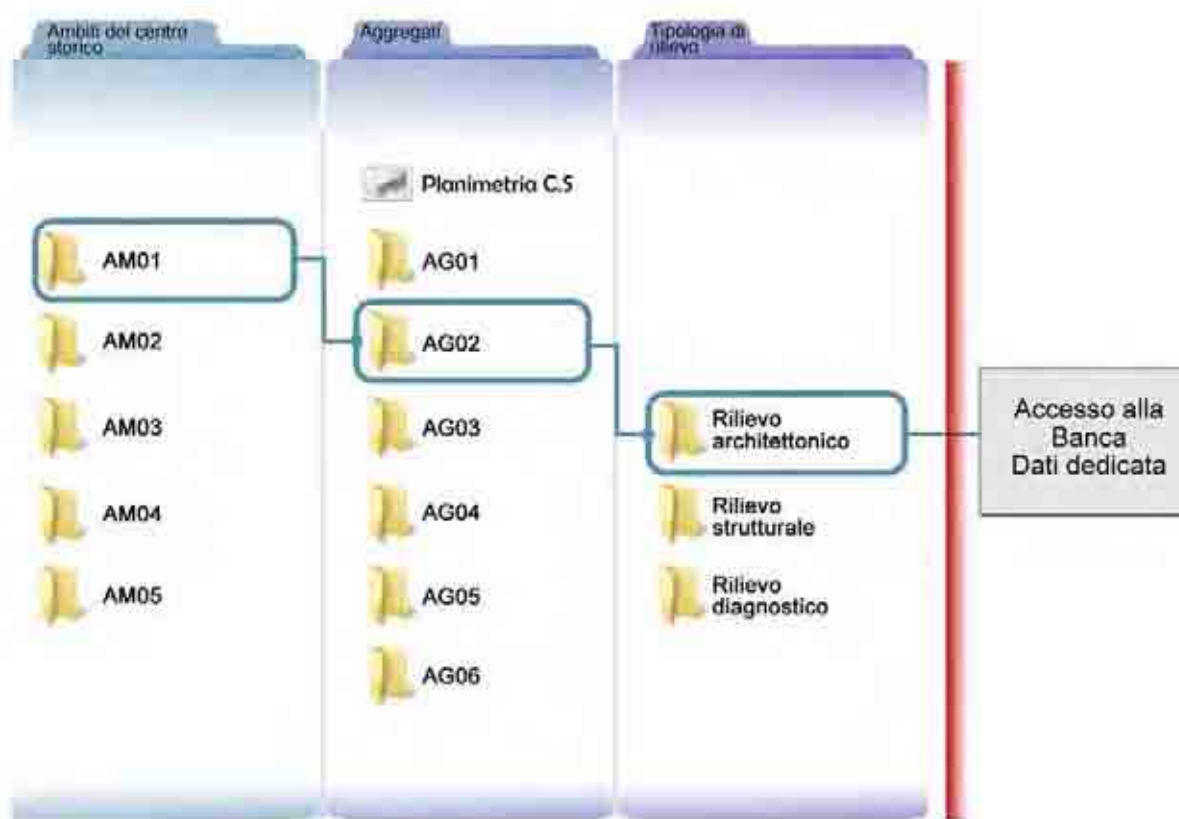 Ambiti del centro
storico
Aggregati
Tipologia di
rilievo
Planimetria C.S
AM01
AM02
AM03
AM04
AM05
AG01
AG02
AG03
AG04
AG05
AG06
Rilievo
architettonico
Rilievo
strutturale
Rilievo
diagnostico
Accesso alla
Banca
Dati dedicata